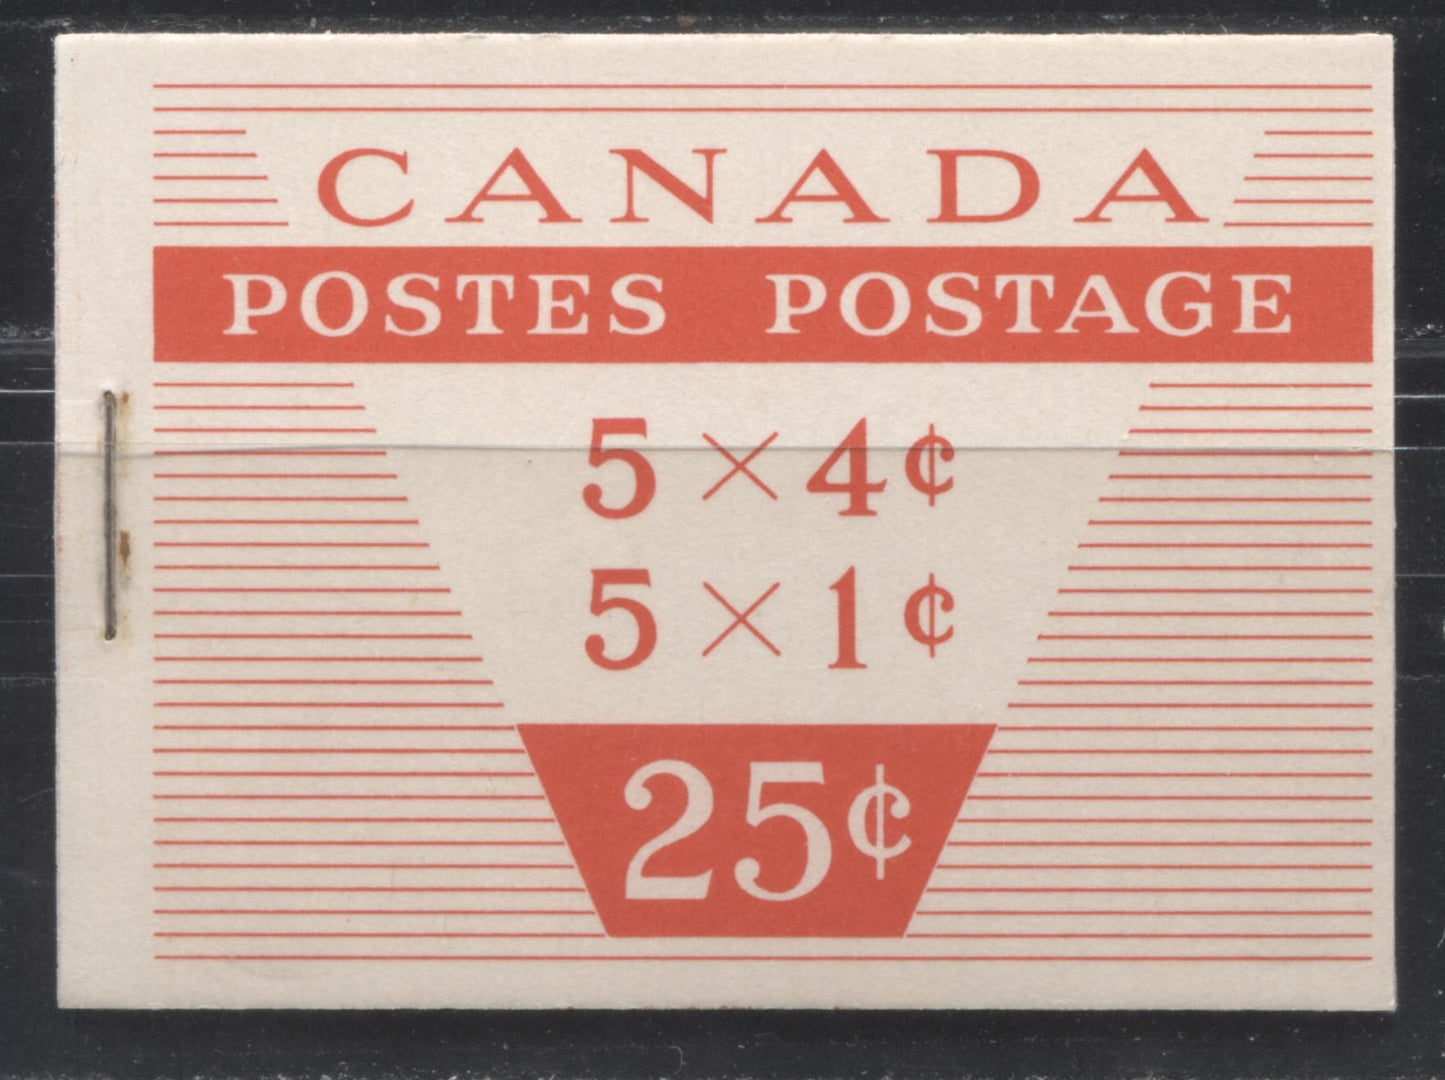 CANADA
POSTES POSTAGE
5 × 4¢
5 × 1¢
25¢